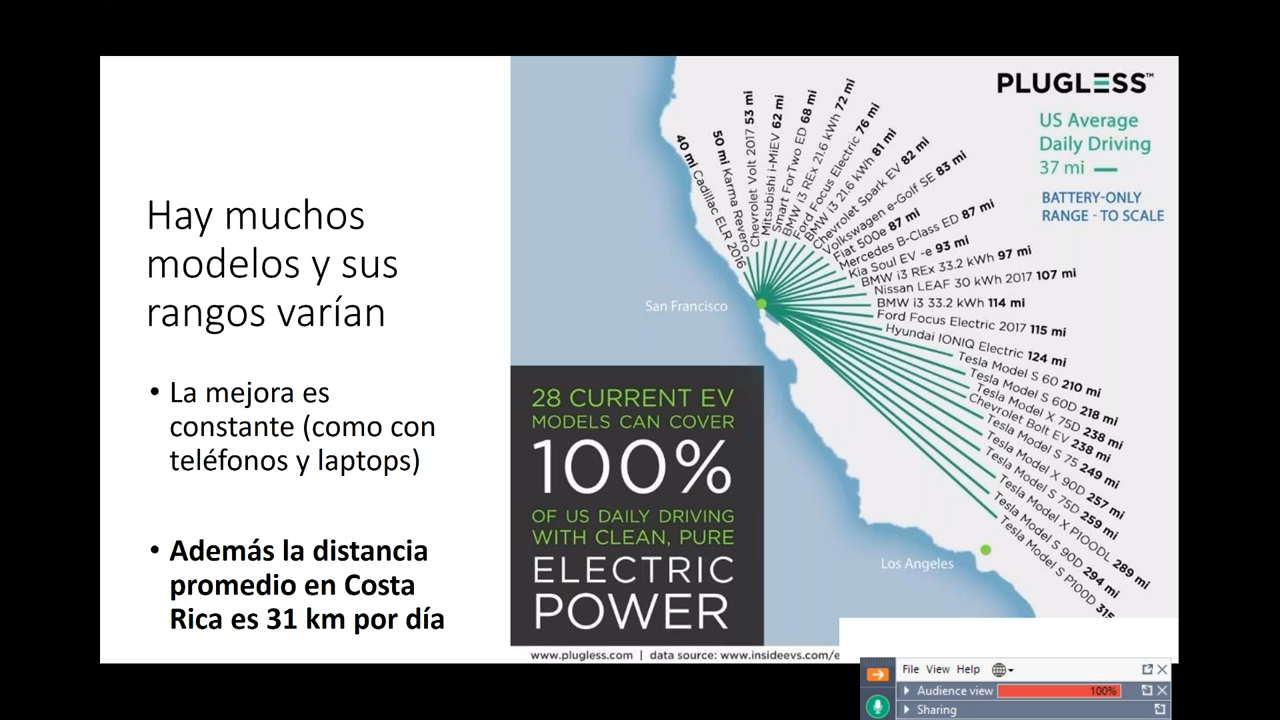 Hay muchos
modelos y sus
rangos varían
• La mejora es
constante (como con
teléfonos y laptops)
• Además la distancia
promedio en Costa
Rica es 31 km por día
PLUGLESS™
US Average
Daily Driving
37 mi
BATTERY-ONLY
RANGE - TO SCALE
40 mi Cadillac ELR 2016
50 mi Karma Revero
Chevrolet Volt 2017 53 mi
Mitsubishi i-MiEV 62 mi
Smart ForTwo ED 68 mi
BMW i3 REx 21.6 kWh 72 mi
Ford Focus Electric 76 mi
BMW i3 21.6 kWh 81 mi
Chevrolet Spark EV 82 mi
Volkswagen e-Golf SE 83 mi
Fiat 500e 87 mi
Mercedes B-Class ED 87 mi
Kia Soul EV -e 93 mi
BMW i3 REx 33.2 kWh 97 mi
Nissan LEAF 30 kWh 2017 107 mi
BMW i3 33.2 kWh 114 mi
Ford Focus Electric 2017 115 mi
Hyundai IONIQ Electric 124 mi
Tesla Model S 60 210 mi
Tesla Model S 60D 218 mi
Tesla Model X 75D 238 mi
Chevrolet Bolt EV 238 mi
Tesla Model S 75 249 mi
Tesla Model X 90D 257 mi
Tesla Model S 75D 259 mi
Tesla Model X P100DL 289 mi
Tesla Model S 90D 294 mi
Tesla Model S P100D 315
San Francisco
Los Angeles
28 CURRENT EV
MODELS CAN COVER
100%
OF US DAILY DRIVING
WITH CLEAN, PURE
ELECTRIC
POWER
www.plugless.com | data source: www.insideevs.com/e
File View Help
Audience view 100%
Sharing